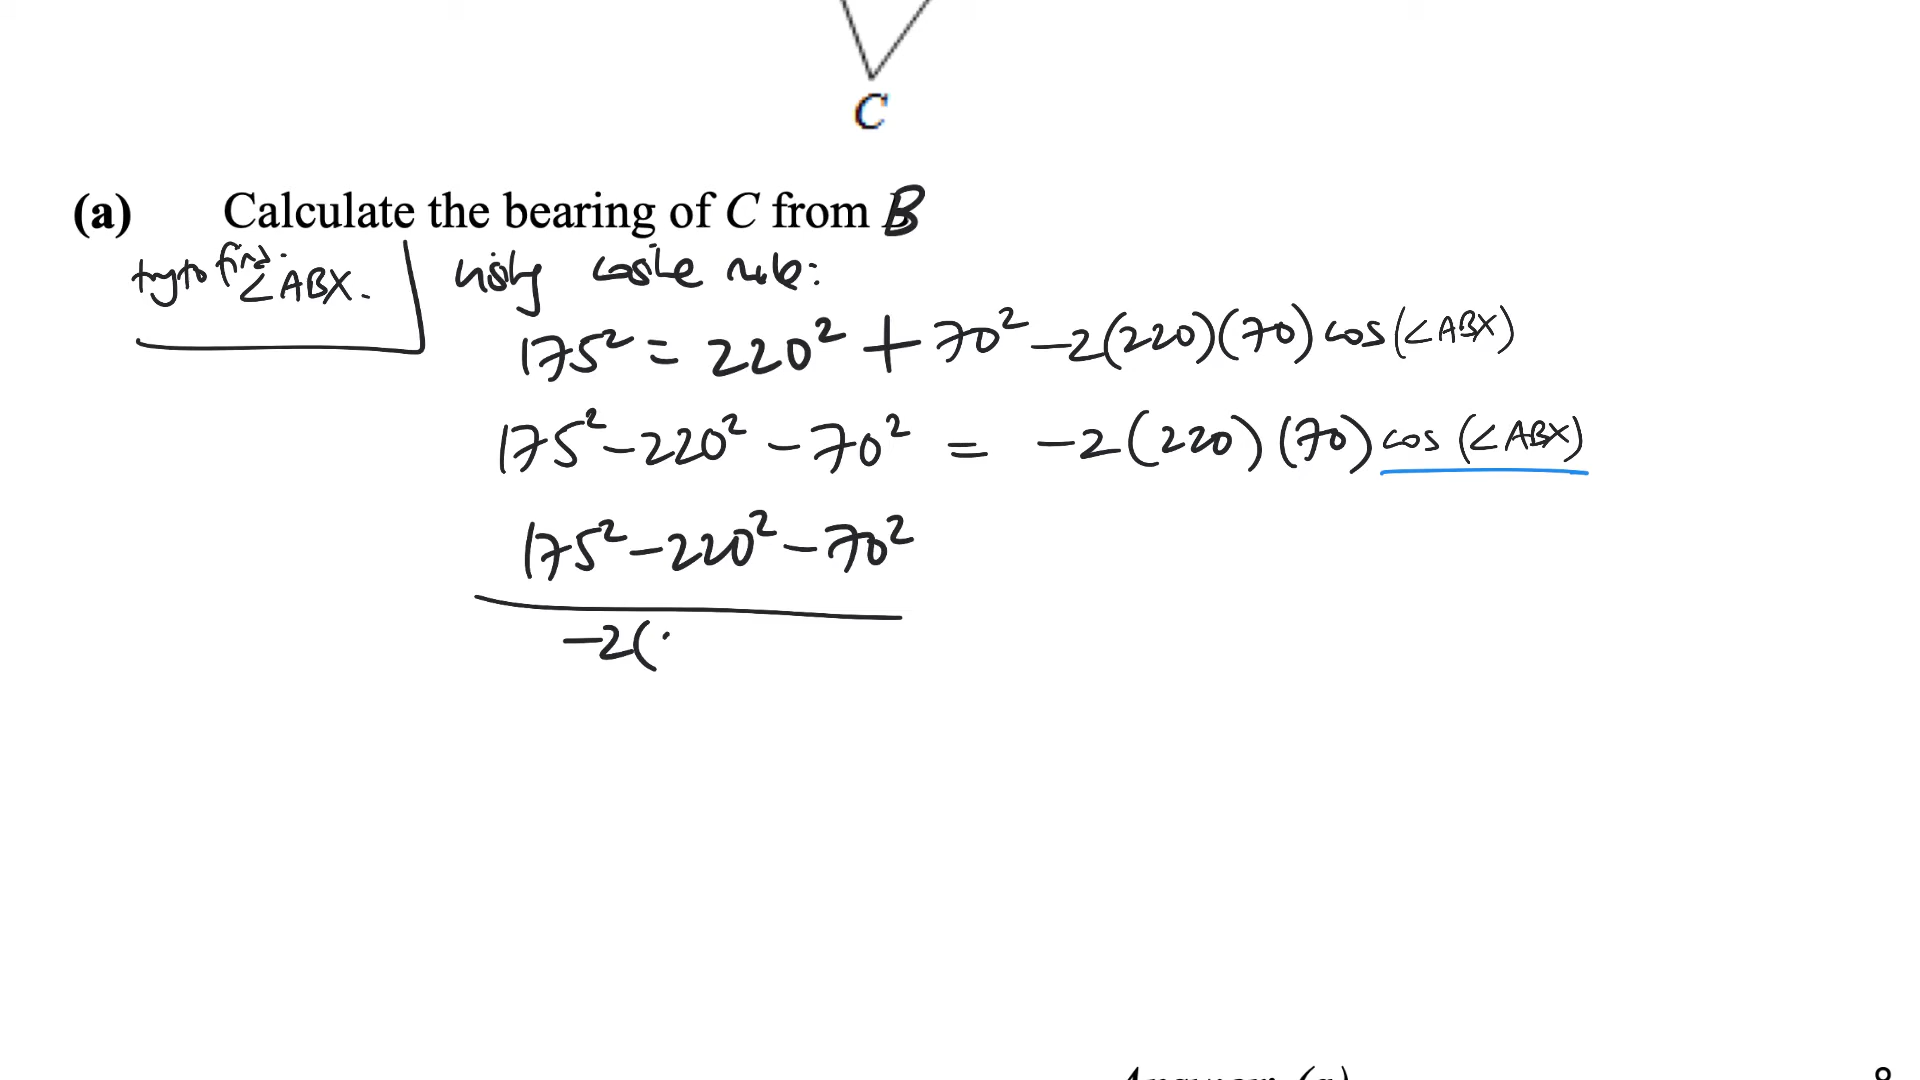 C
(a) Calculate the bearing of C from B
try to find ∠ABX.
using cosine rule:
175² = 220² + 70² −2(220)(70) cos(∠ABX)
175² −220² −70² = −2(220)(70) cos(∠ABX)
175² −220² −70²
−2(